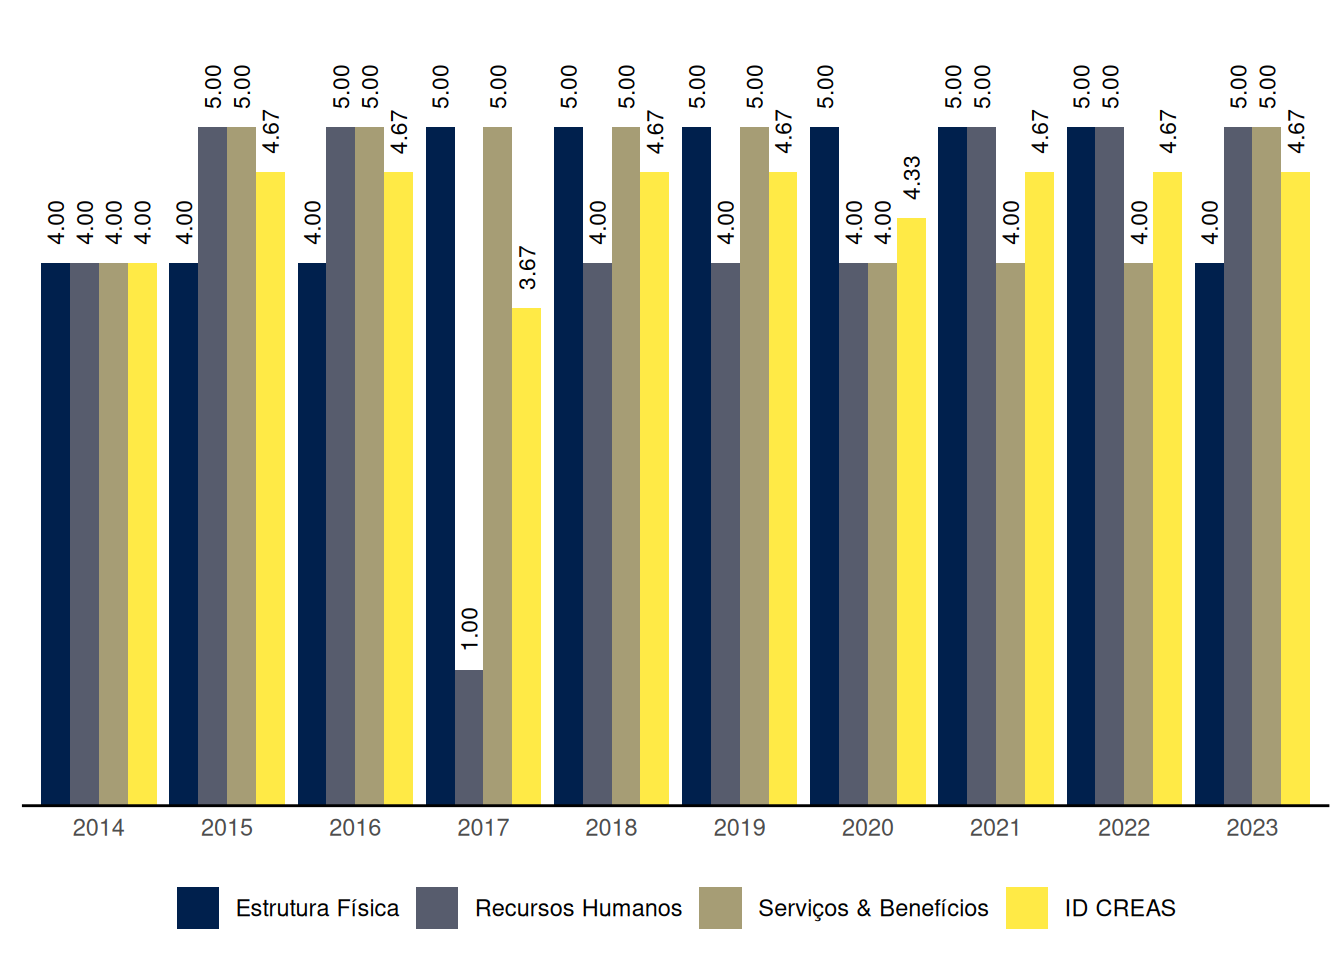 5.00 5.00 5.00 5.00 5.00 5.00 5.00 5.00 5.00 5.00 5.00 5.00 5.00 5.00 5.00 5.00 5.00
4.67 4.67 4.67 4.67 4.67 4.67 4.67
4.33
4.00 4.00 4.00 4.00 4.00 4.00 4.00 4.00 4.00 4.00 4.00 4.00 4.00
3.67
1.00
2014 2015 2016 2017 2018 2019 2020 2021 2022 2023
Estrutura Física Recursos Humanos Serviços & Benefícios ID CREAS